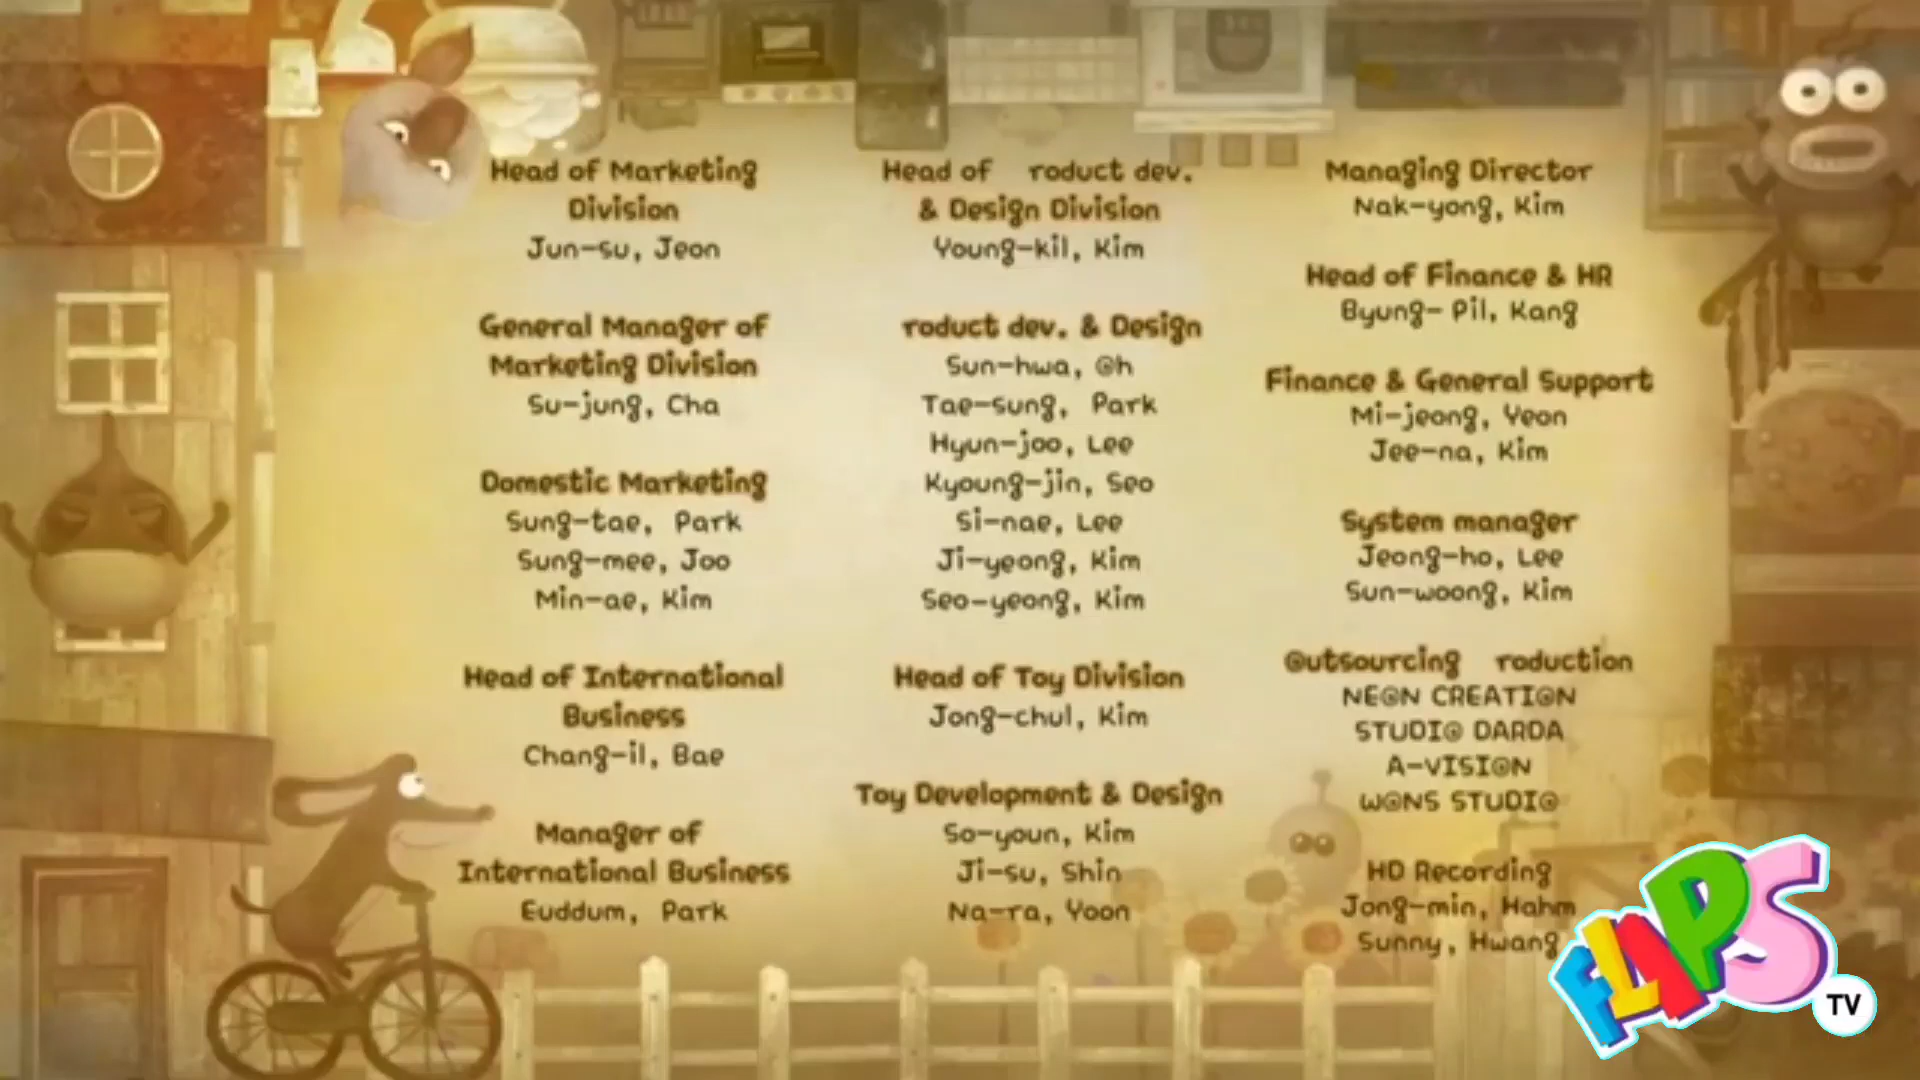 Head of Marketing
Division
Jun-su, Jeon
General Manager of
Marketing Division
Su-jung, Cha
Domestic Marketing
Sung-tae, Park
Sung-mee, Joo
Min-ae, Kim
Head of International
Business
Chang-il, Bae
Manager of
International Business
Euddum, Park
Head of roduct dev.
& Design Division
Young-kil, Kim
roduct dev. & Design
Sun-hwa, @h
Tae-sung, Park
Hyun-joo, Lee
Kyoung-jin, Seo
Si-nae, Lee
Ji-yeong, Kim
Seo-yeong, Kim
Head of Toy Division
Jong-chul, Kim
Toy Development & Design
So-youn, Kim
Ji-su, Shin
Na-ra, Yoon
Managing Director
Nak-yong, Kim
Head of Finance & HR
Byung- Pil, Kang
Finance & General Support
Mi-jeong, Yeon
Jee-na, Kim
System manager
Jeong-ho, Lee
Sun-woong, Kim
@utsourcing roduction
NE@N CREATI@N
STUDI@ DARDA
A-VISI@N
W@NS STUDI@
HD Recording
Jong-min, Hahm
Sunny, Hwang
FLAPS
TV